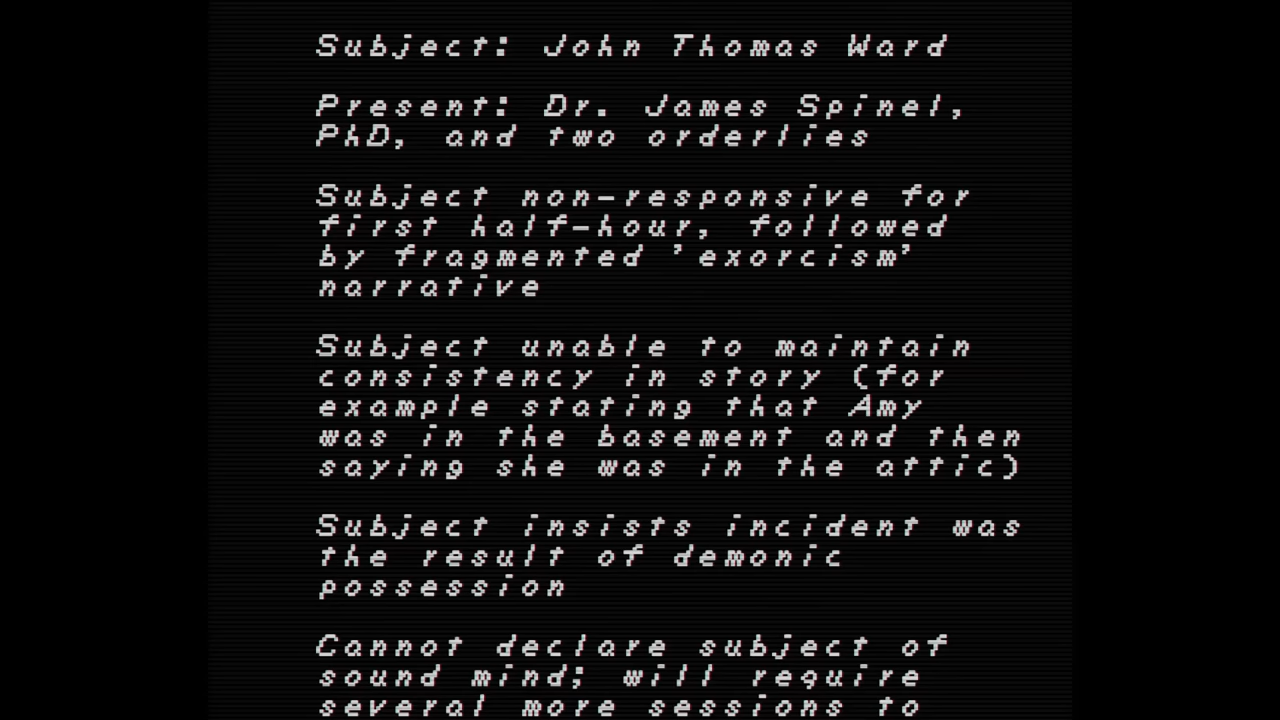 Subject: John Thomas Ward
Present: Dr. James Spinel,
PhD, and two orderlies
Subject non-responsive for
first half-hour, followed
by fragmented 'exorcism'
narrative
Subject unable to maintain
consistency in story (for
example stating that Amy
was in the basement and then
saying she was in the attic)
Subject insists incident was
the result of demonic
possession
Cannot declare subject of
sound mind; will require
several more sessions to